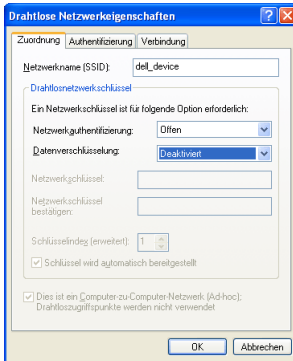 Drahtlose Netzwerkeigenschaften
Zuordnung Authentifizierung Verbindung
Netzwerkname (SSID): dell_device
Drahtlosnetzwerkschlüssel
Ein Netzwerkschlüssel ist für folgende Option erforderlich:
Netzwerkauthentifizierung: Offen
Datenverschlüsselung: Deaktiviert
Netzwerkschlüssel:
Netzwerkschlüssel
bestätigen:
Schlüsselindex (erweitert): 1
Schlüssel wird automatisch bereitgestellt
Dies ist ein Computer-zu-Computer-Netzwerk (Ad-hoc);
Drahtloszugriffspunkte werden nicht verwendet
OK Abbrechen